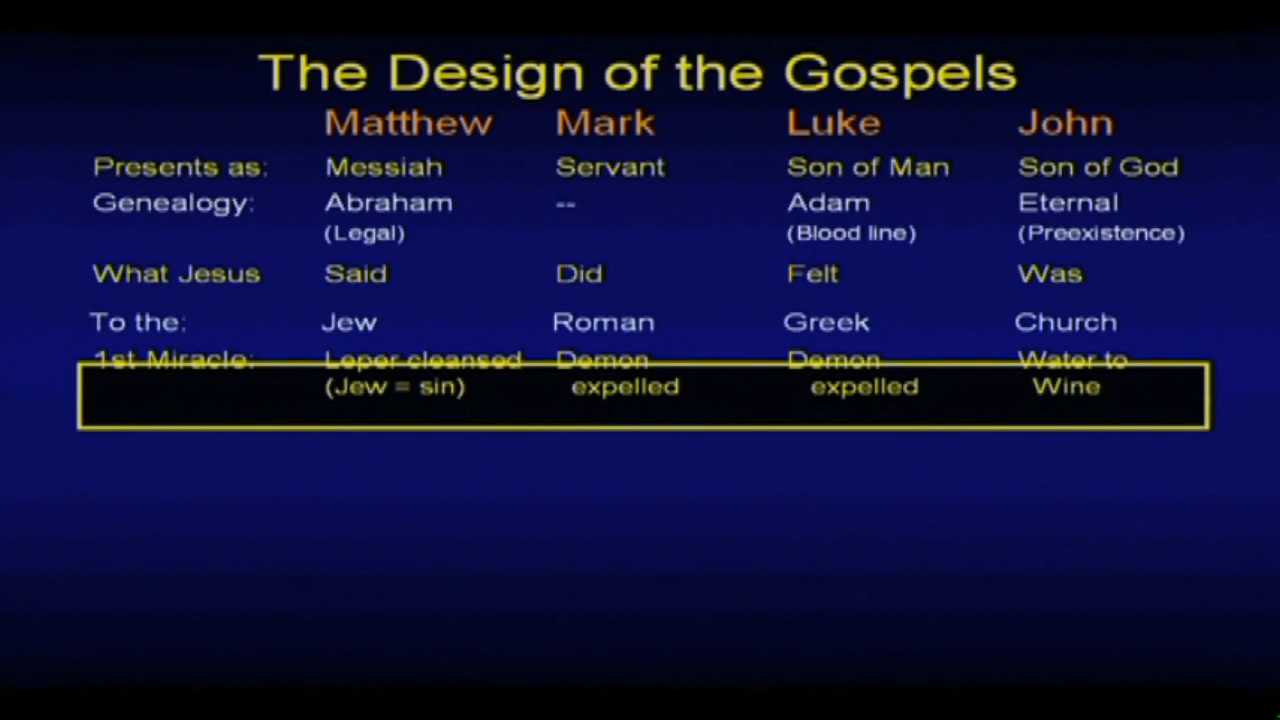 The Design of the Gospels
Matthew Mark Luke John
Presents as: Messiah Servant Son of Man Son of God
Genealogy: Abraham -- Adam Eternal
(Legal) (Blood line) (Preexistence)
What Jesus Said Did Felt Was
To the: Jew Roman Greek Church
1st Miracle: Leper cleansed Demon Demon Water to
(Jew = sin) expelled expelled Wine